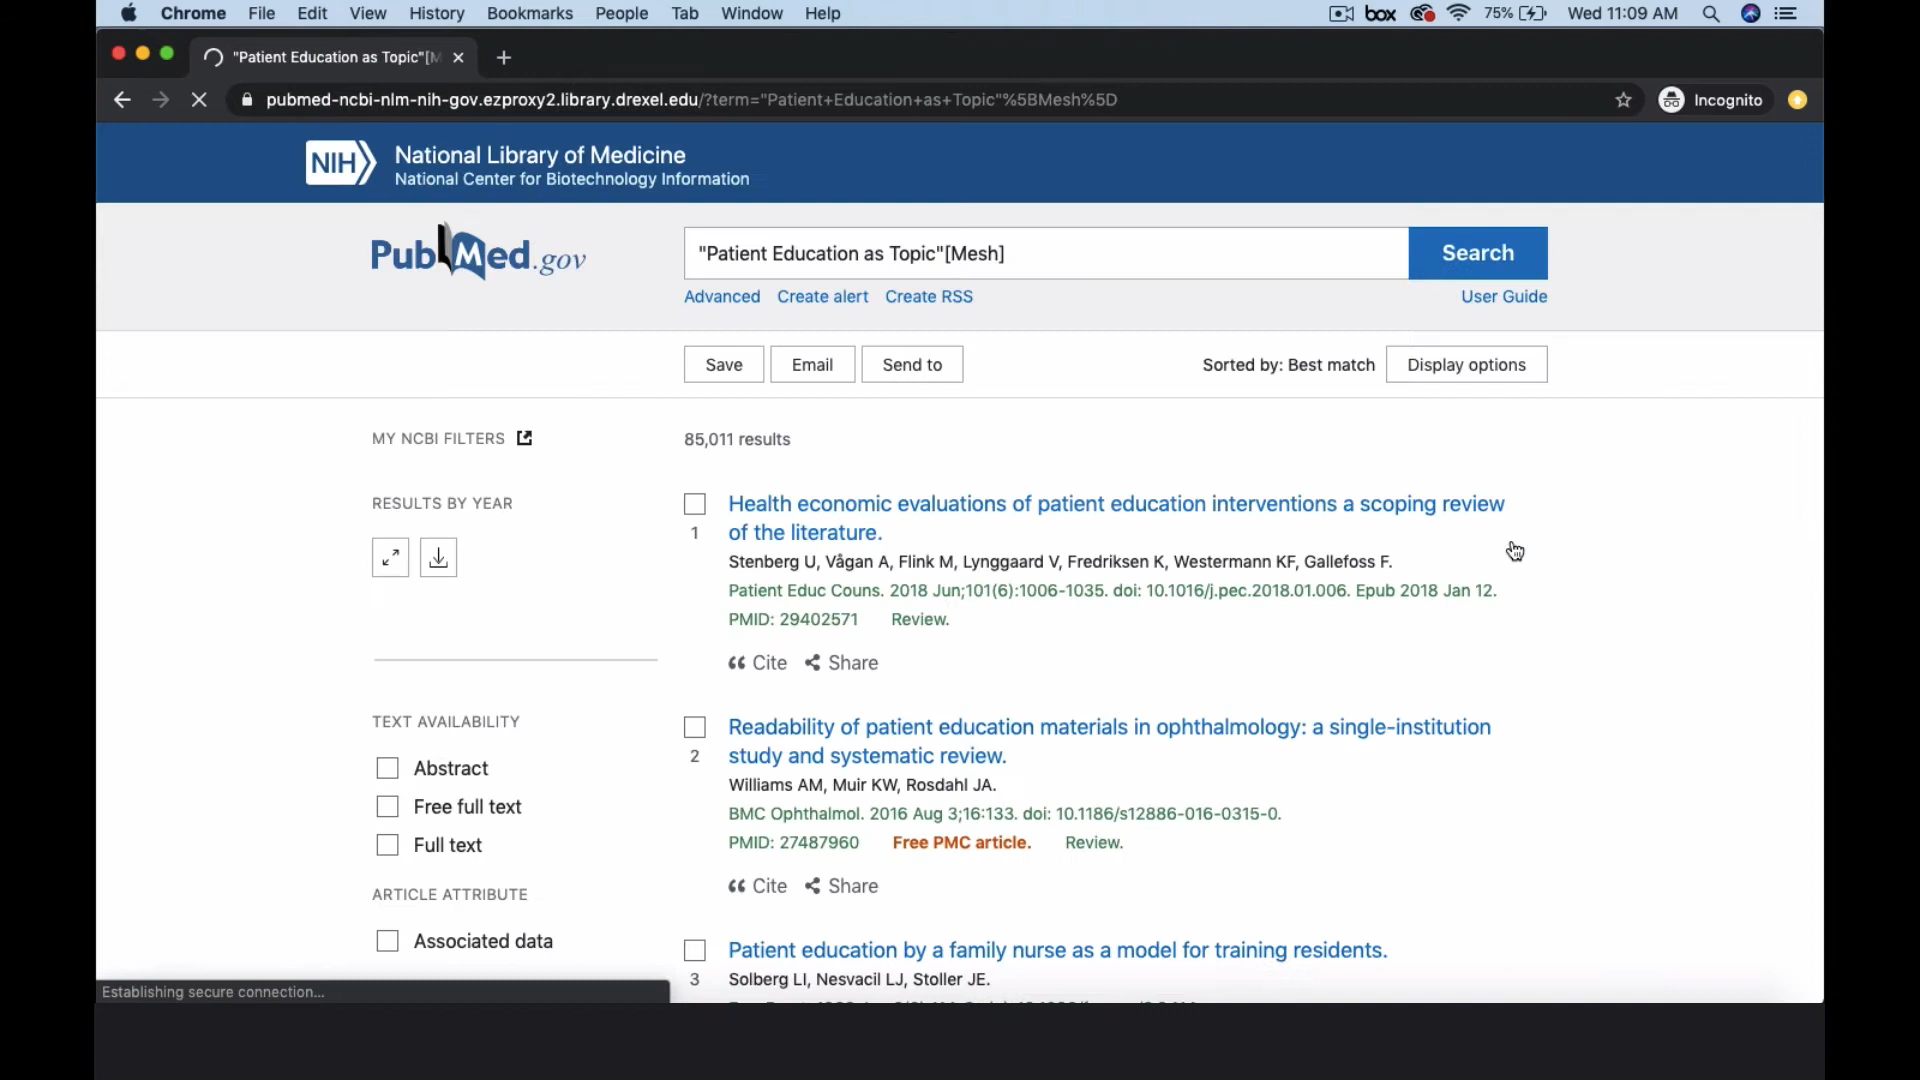 Chrome File Edit View History Bookmarks People Tab Window Help box 75% Wed 11:09 AM
"Patient Education as Topic"[M
pubmed-ncbi-nlm-nih-gov.ezproxy2.library.drexel.edu/?term="Patient+Education+as+Topic"%5BMesh%5D Incognito
NIH National Library of Medicine
National Center for Biotechnology Information
PubMed.gov
"Patient Education as Topic"[Mesh] Search
Advanced Create alert Create RSS User Guide
Save Email Send to Sorted by: Best match Display options
MY NCBI FILTERS 85,011 results
RESULTS BY YEAR
1 Health economic evaluations of patient education interventions a scoping review
of the literature.
Stenberg U, Vågan A, Flink M, Lynggaard V, Fredriksen K, Westermann KF, Gallefoss F.
Patient Educ Couns. 2018 Jun;101(6):1006-1035. doi: 10.1016/j.pec.2018.01.006. Epub 2018 Jan 12.
PMID: 29402571 Review.
Cite Share
TEXT AVAILABILITY
Abstract
Free full text
Full text
ARTICLE ATTRIBUTE
Associated data
2 Readability of patient education materials in ophthalmology: a single-institution
study and systematic review.
Williams AM, Muir KW, Rosdahl JA.
BMC Ophthalmol. 2016 Aug 3;16:133. doi: 10.1186/s12886-016-0315-0.
PMID: 27487960 Free PMC article. Review.
Cite Share
3 Patient education by a family nurse as a model for training residents.
Solberg LI, Nesvacil LJ, Stoller JE.
Establishing secure connection...